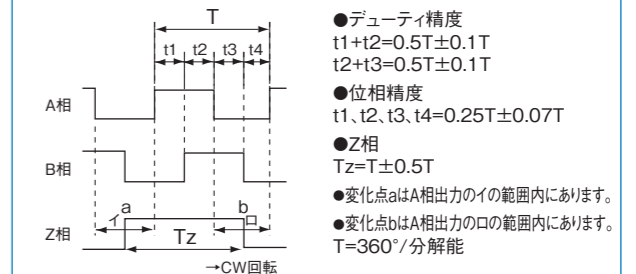 T
t1 t2 t3 t4
A相
B相
a b
イ ロ
Z相
Tz
→CW回転
●デューティ精度
t1+t2=0.5T±0.1T
t2+t3=0.5T±0.1T
●位相精度
t1、t2、t3、t4=0.25T±0.07T
●Z相
Tz=T±0.5T
●変化点aはA相出力のイの範囲内にあります。
●変化点bはA相出力のロの範囲内にあります。
T=360°/分解能